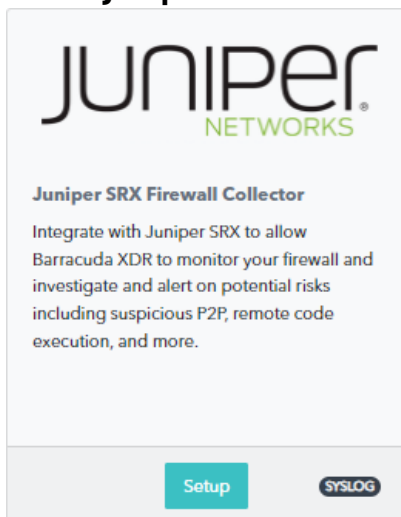 JUNIPer
NETWORKS
Juniper SRX Firewall Collector
Integrate with Juniper SRX to allow
Barracuda XDR to monitor your firewall and
investigate and alert on potential risks
including suspicious P2P, remote code
execution, and more.
Setup
SYSLOG